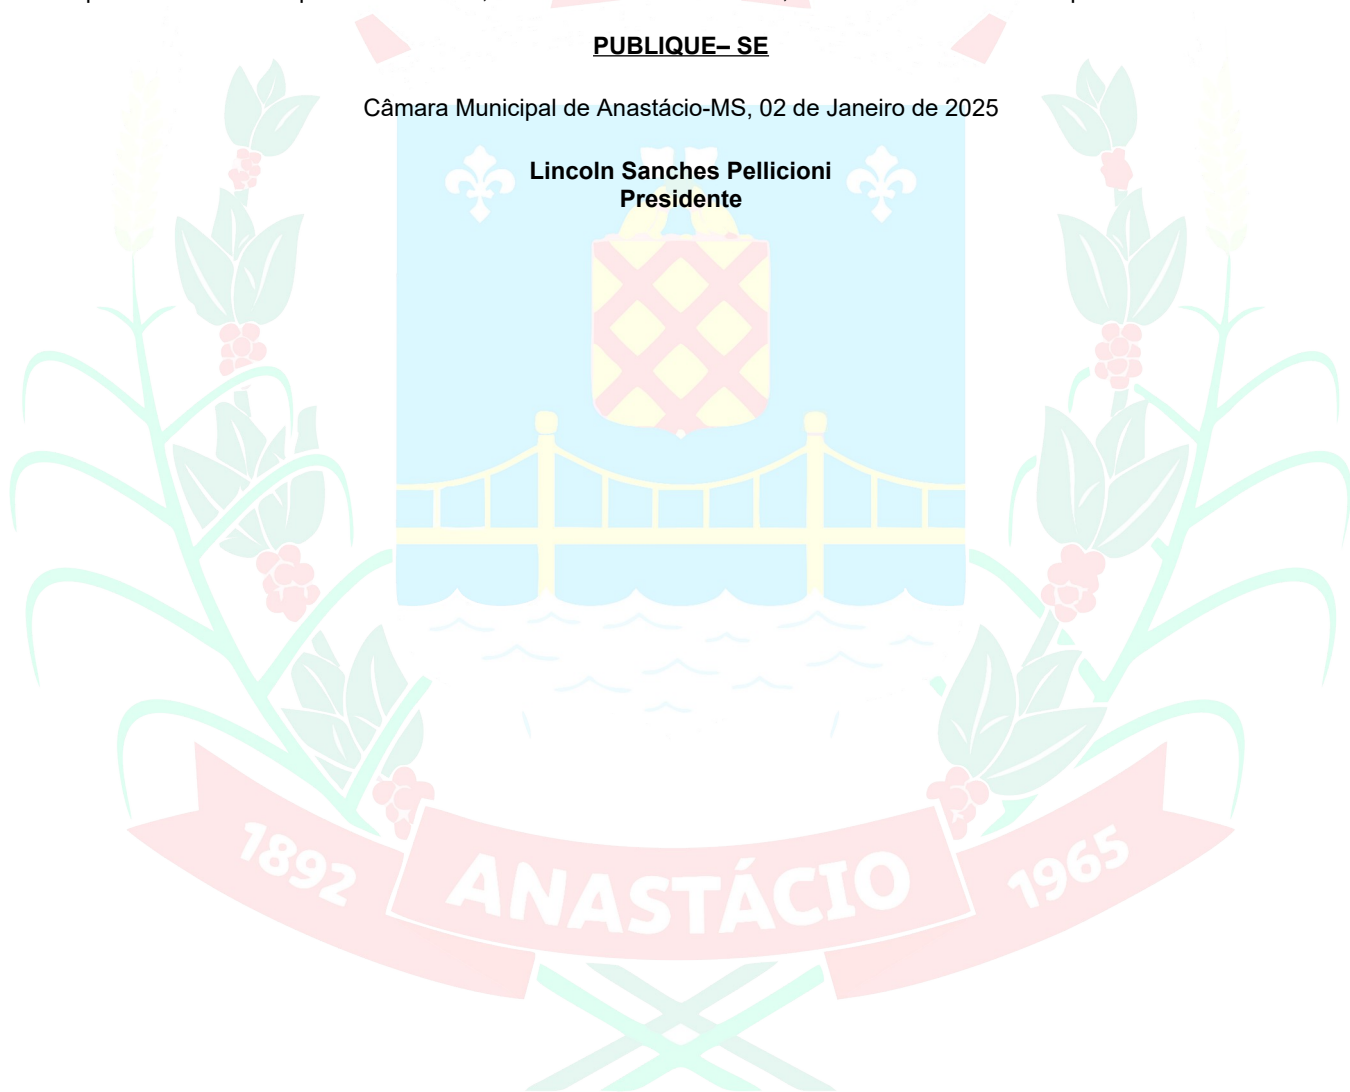 PUBLIQUE– SE
Câmara Municipal de Anastácio-MS, 02 de Janeiro de 2025
Lincoln Sanches Pellicioni
Presidente
1892
ANASTÁCIO
1965